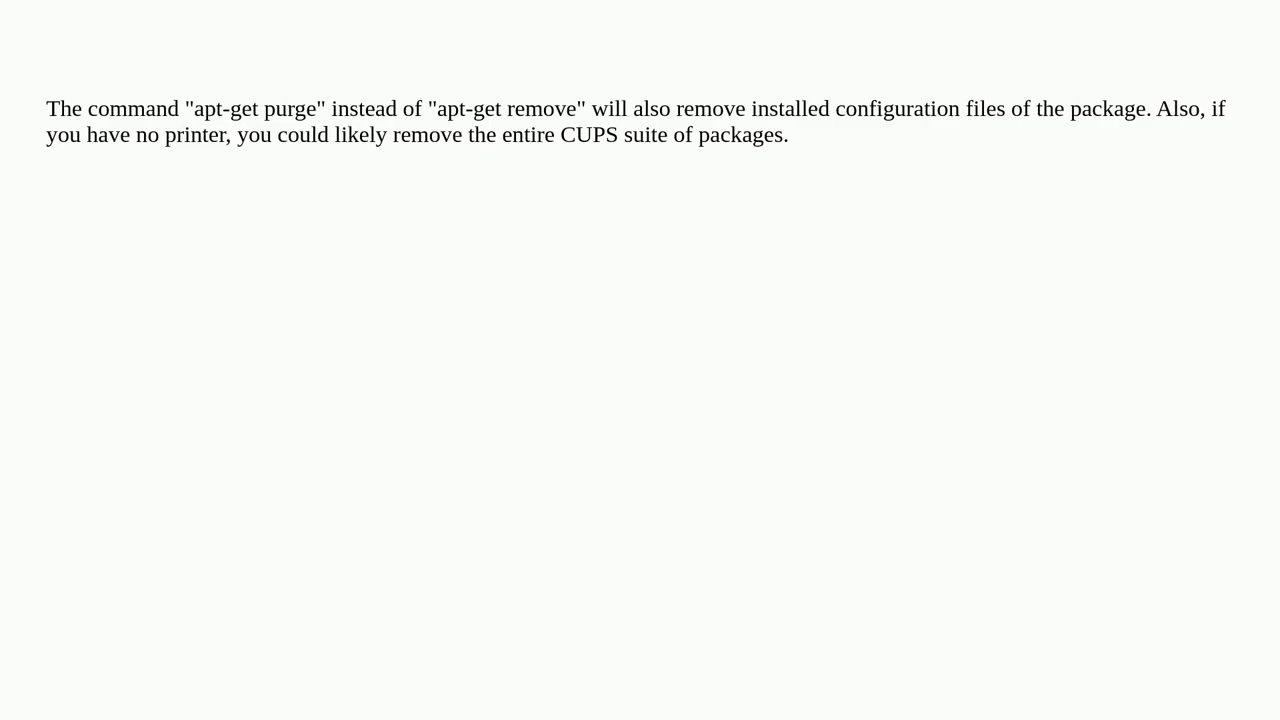 The command "apt-get purge" instead of "apt-get remove" will also remove installed configuration files of the package. Also, if
you have no printer, you could likely remove the entire CUPS suite of packages.